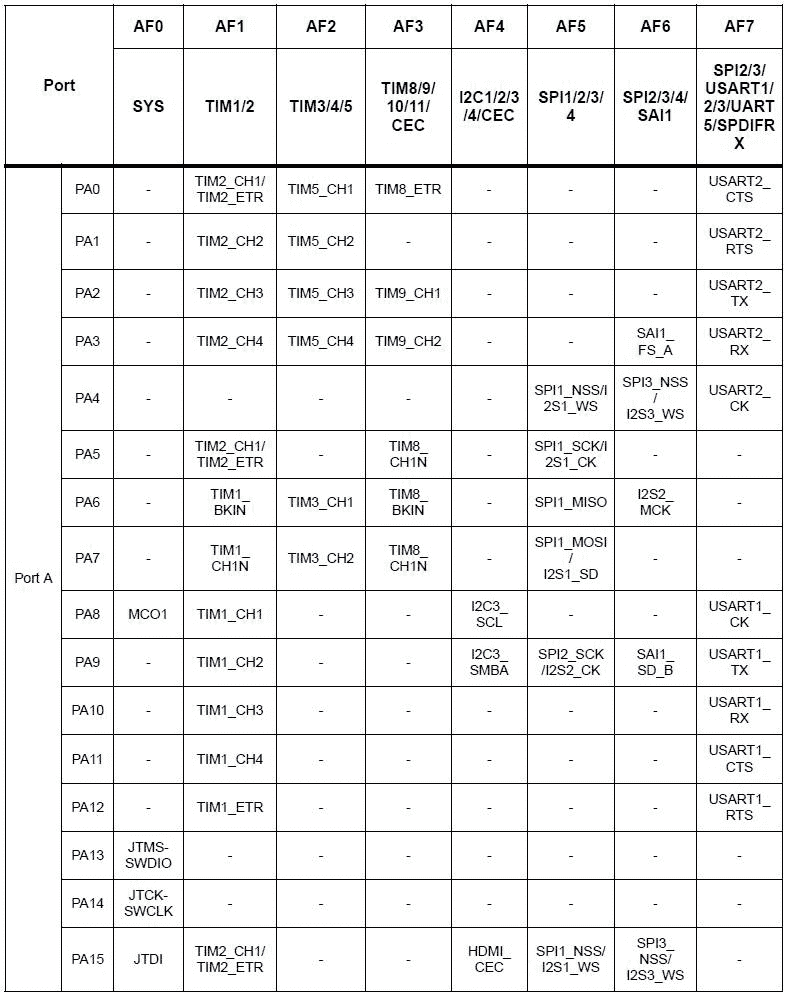 Port AF0 AF1 AF2 AF3 AF4 AF5 AF6 AF7
SYS TIM1/2 TIM3/4/5 TIM8/9/
10/11/
CEC I2C1/2/3
/4/CEC SPI1/2/3/
4 SPI2/3/4/
SAI1 SPI2/3/
USART1/
2/3/UART
5/SPDIFR
X
Port A
PA0 - TIM2_CH1/
TIM2_ETR TIM5_CH1 TIM8_ETR - - - USART2_
CTS
PA1 - TIM2_CH2 TIM5_CH2 - - - - USART2_
RTS
PA2 - TIM2_CH3 TIM5_CH3 TIM9_CH1 - - - USART2_
TX
PA3 - TIM2_CH4 TIM5_CH4 TIM9_CH2 - - SAI1_
FS_A USART2_
RX
PA4 - - - - - SPI1_NSS/I
2S1_WS SPI3_NSS
/
I2S3_WS USART2_
CK
PA5 - TIM2_CH1/
TIM2_ETR - TIM8_
CH1N - SPI1_SCK/I
2S1_CK - -
PA6 - TIM1_
BKIN TIM3_CH1 TIM8_
BKIN - SPI1_MISO I2S2_
MCK -
PA7 - TIM1_
CH1N TIM3_CH2 TIM8_
CH1N - SPI1_MOSI
/
I2S1_SD - -
PA8 MCO1 TIM1_CH1 - - I2C3_
SCL - - USART1_
CK
PA9 - TIM1_CH2 - - I2C3_
SMBA SPI2_SCK
/I2S2_CK SAI1_
SD_B USART1_
TX
PA10 - TIM1_CH3 - - - - - USART1_
RX
PA11 - TIM1_CH4 - - - - - USART1_
CTS
PA12 - TIM1_ETR - - - - - USART1_
RTS
PA13 JTMS-
SWDIO - - - - - - -
PA14 JTCK-
SWCLK - - - - - - -
PA15 JTDI TIM2_CH1/
TIM2_ETR - - HDMI_
CEC SPI1_NSS/
I2S1_WS SPI3_
NSS/
I2S3_WS -